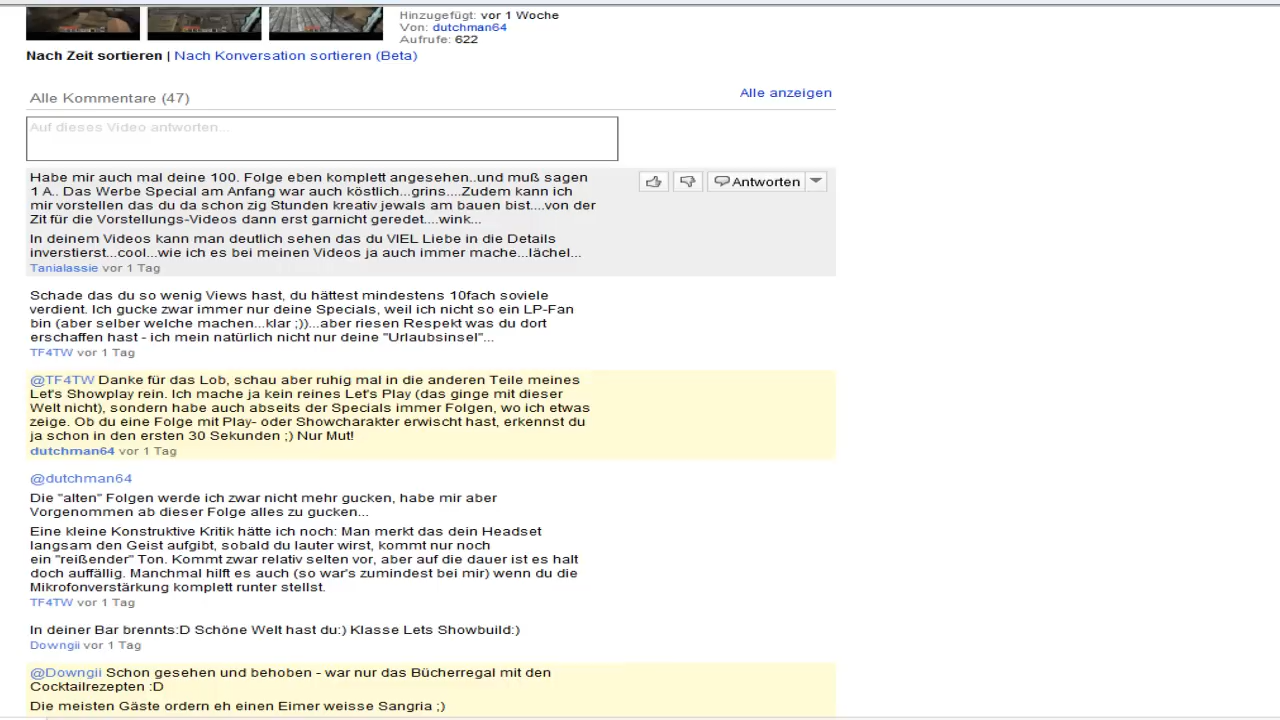 Hinzugefügt: vor 1 Woche
Von: dutchman64
Aufrufe: 622
Nach Zeit sortieren | Nach Konversation sortieren (Beta)
Alle Kommentare (47)
Alle anzeigen
Auf dieses Video antworten...
Habe mir auch mal deine 100. Folge eben komplett angesehen..und muß sagen
1 A.. Das Werbe Special am Anfang war auch köstlich...grins....Zudem kann ich
mir vorstellen das du da schon zig Stunden kreativ jewals am bauen bist....von der
Zit für die Vorstellungs-Videos dann erst garnicht geredet....wink...
Antworten
In deinem Videos kann man deutlich sehen das du VIEL Liebe in die Details
inverstierst...cool...wie ich es bei meinen Videos ja auch immer mache...lächel...
Tanialassie vor 1 Tag
Schade das du so wenig Views hast, du hättest mindestens 10fach soviele
verdient. Ich gucke zwar immer nur deine Specials, weil ich nicht so ein LP-Fan
bin (aber selber welche machen...klar ;))...aber riesen Respekt was du dort
erschaffen hast - ich mein natürlich nicht nur deine "Urlaubsinsel"...
TF4TW vor 1 Tag
@TF4TW Danke für das Lob, schau aber ruhig mal in die anderen Teile meines
Let's Showplay rein. Ich mache ja kein reines Let's Play (das ginge mit dieser
Welt nicht), sondern habe auch abseits der Specials immer Folgen, wo ich etwas
zeige. Ob du eine Folge mit Play- oder Showcharakter erwischt hast, erkennst du
ja schon in den ersten 30 Sekunden ;) Nur Mut!
dutchman64 vor 1 Tag
@dutchman64
Die "alten" Folgen werde ich zwar nicht mehr gucken, habe mir aber
Vorgenommen ab dieser Folge alles zu gucken...
Eine kleine Konstruktive Kritik hätte ich noch: Man merkt das dein Headset
langsam den Geist aufgibt, sobald du lauter wirst, kommt nur noch
ein "reißender" Ton. Kommt zwar relativ selten vor, aber auf die dauer ist es halt
doch auffällig. Manchmal hilft es auch (so war's zumindest bei mir) wenn du die
Mikrofonverstärkung komplett runter stellst.
TF4TW vor 1 Tag
In deiner Bar brennts:D Schöne Welt hast du:) Klasse Lets Showbuild:)
Downgii vor 1 Tag
@Downgii Schon gesehen und behoben - war nur das Bücherregal mit den
Cocktailrezepten :D
Die meisten Gäste ordern eh einen Eimer weisse Sangria ;)